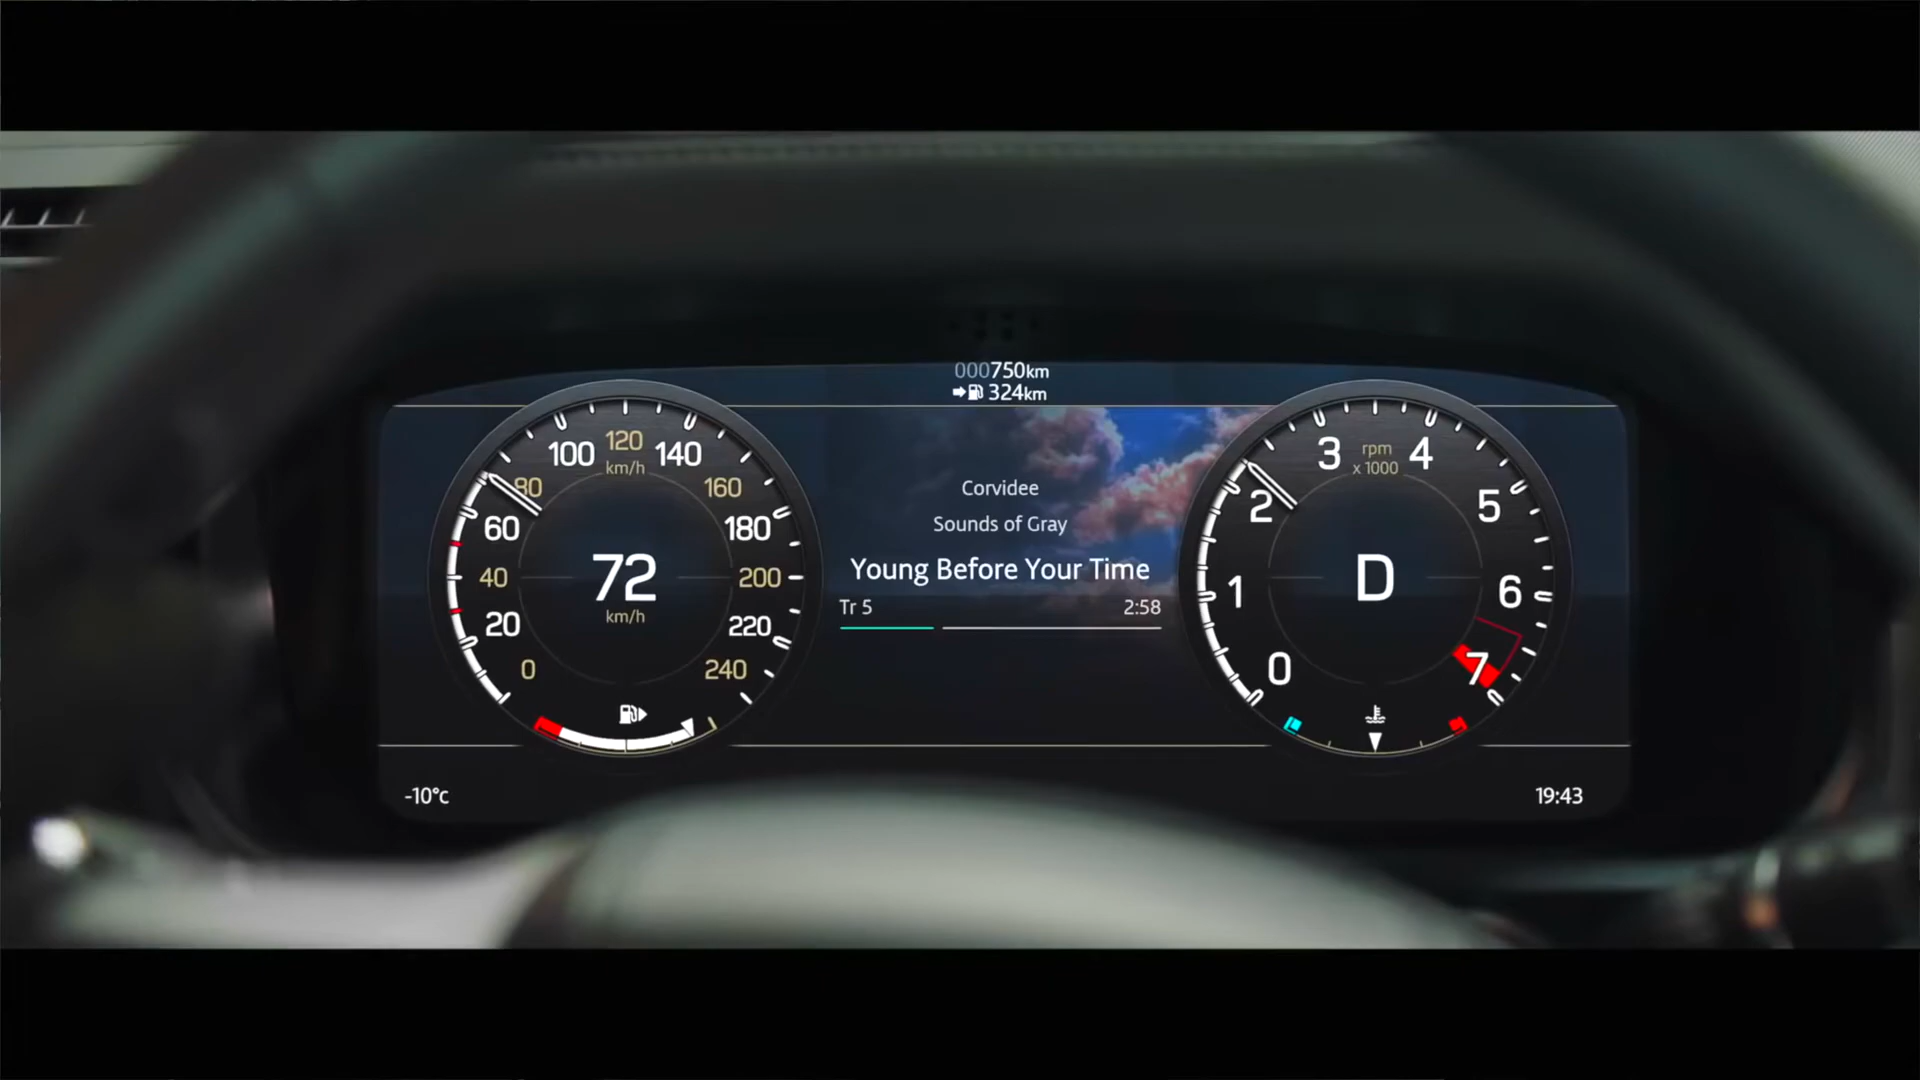 000750km
324km
100 120 140
km/h
80 160
60 180
40 200
20 220
0 240
72
km/h
Corvidee
Sounds of Gray
Young Before Your Time
Tr 5 2:58
3 rpm 4
x 1000
2 5
1 6
0 7
D
-10°c
19:43